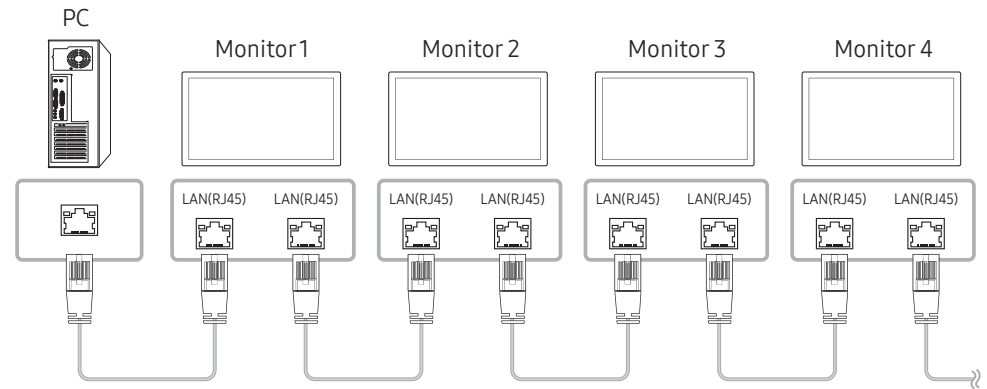 PC
Monitor 1
Monitor 2
Monitor 3
Monitor 4
LAN(RJ45)
LAN(RJ45)
LAN(RJ45)
LAN(RJ45)
LAN(RJ45)
LAN(RJ45)
LAN(RJ45)
LAN(RJ45)